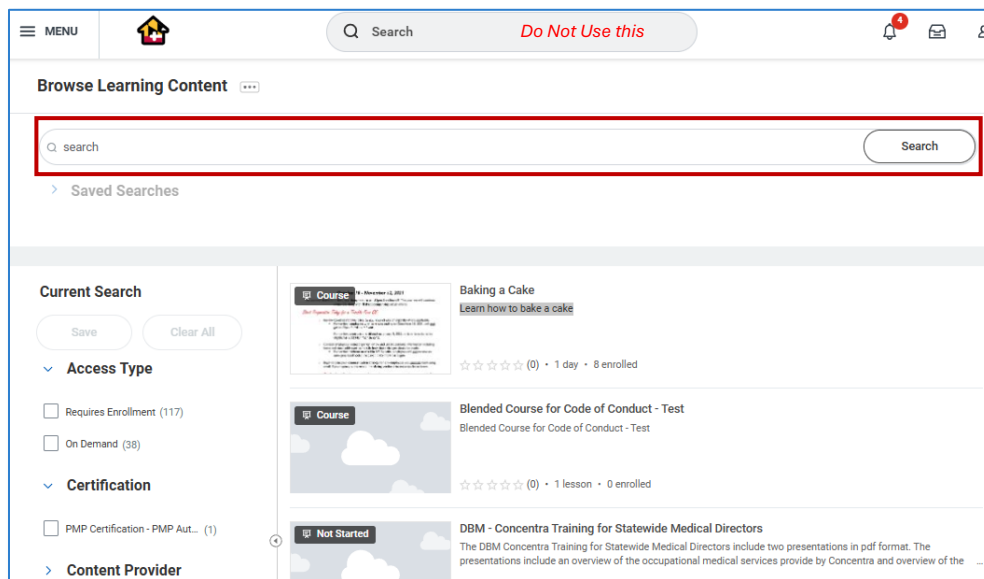 MENU
Search
Do Not Use this
4
Browse Learning Content
search
Search
Saved Searches
Current Search
Save
Clear All
Access Type
Requires Enrollment (117)
On Demand (38)
Certification
PMP Certification - PMP Aut... (1)
Content Provider
Course
Baking a Cake
Learn how to bake a cake
(0) • 1 day • 8 enrolled
Course
Blended Course for Code of Conduct - Test
Blended Course for Code of Conduct - Test
(0) • 1 lesson • 0 enrolled
Not Started
DBM - Concentra Training for Statewide Medical Directors
The DBM Concentra Training for Statewide Medical Directors include two presentations in pdf format. The
presentations include an overview of the occupational medical services provide by Concentra and overview of the ...